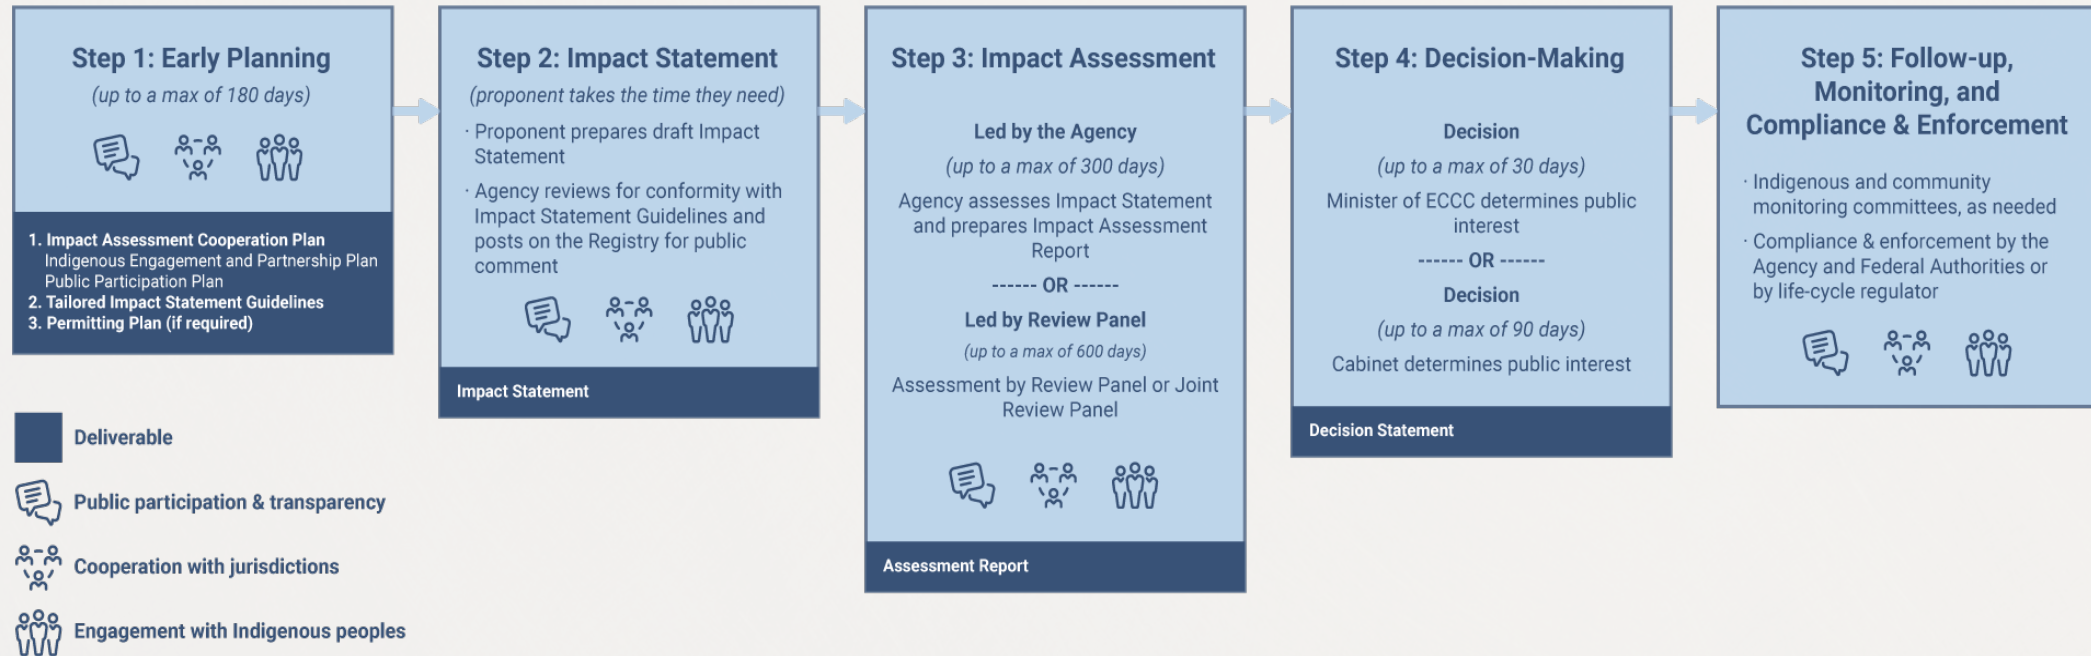 Step 1: Early Planning
(up to a max of 180 days)
1. Impact Assessment Cooperation Plan
Indigenous Engagement and Partnership Plan
Public Participation Plan
2. Tailored Impact Statement Guidelines
3. Permitting Plan (if required)
Step 2: Impact Statement
(proponent takes the time they need)
· Proponent prepares draft Impact
Statement
· Agency reviews for conformity with
Impact Statement Guidelines and
posts on the Registry for public
comment
Impact Statement
Step 3: Impact Assessment
Led by the Agency
(up to a max of 300 days)
Agency assesses Impact Statement
and prepares Impact Assessment
Report
------ OR ------
Led by Review Panel
(up to a max of 600 days)
Assessment by Review Panel or Joint
Review Panel
Assessment Report
Step 4: Decision-Making
Decision
(up to a max of 30 days)
Minister of ECCC determines public
interest
------ OR ------
Decision
(up to a max of 90 days)
Cabinet determines public interest
Decision Statement
Step 5: Follow-up,
Monitoring, and
Compliance & Enforcement
· Indigenous and community
monitoring committees, as needed
· Compliance & enforcement by the
Agency and Federal Authorities or
by life-cycle regulator
Deliverable
Public participation & transparency
Cooperation with jurisdictions
Engagement with Indigenous peoples